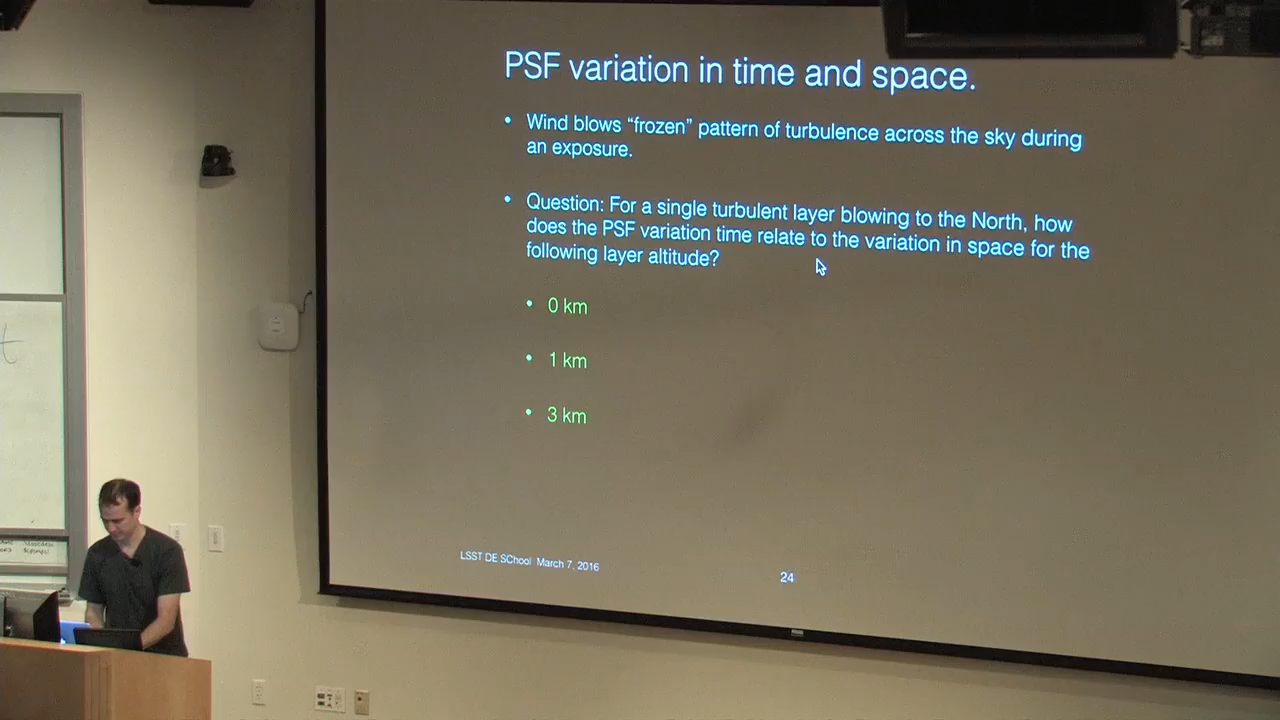 PSF variation in time and space.
• Wind blows “frozen” pattern of turbulence across the sky during
an exposure.
• Question: For a single turbulent layer blowing to the North, how
does the PSF variation time relate to the variation in space for the
following layer altitude?
• 0 km
• 1 km
• 3 km
LSST DE SChool March 7, 2016
24